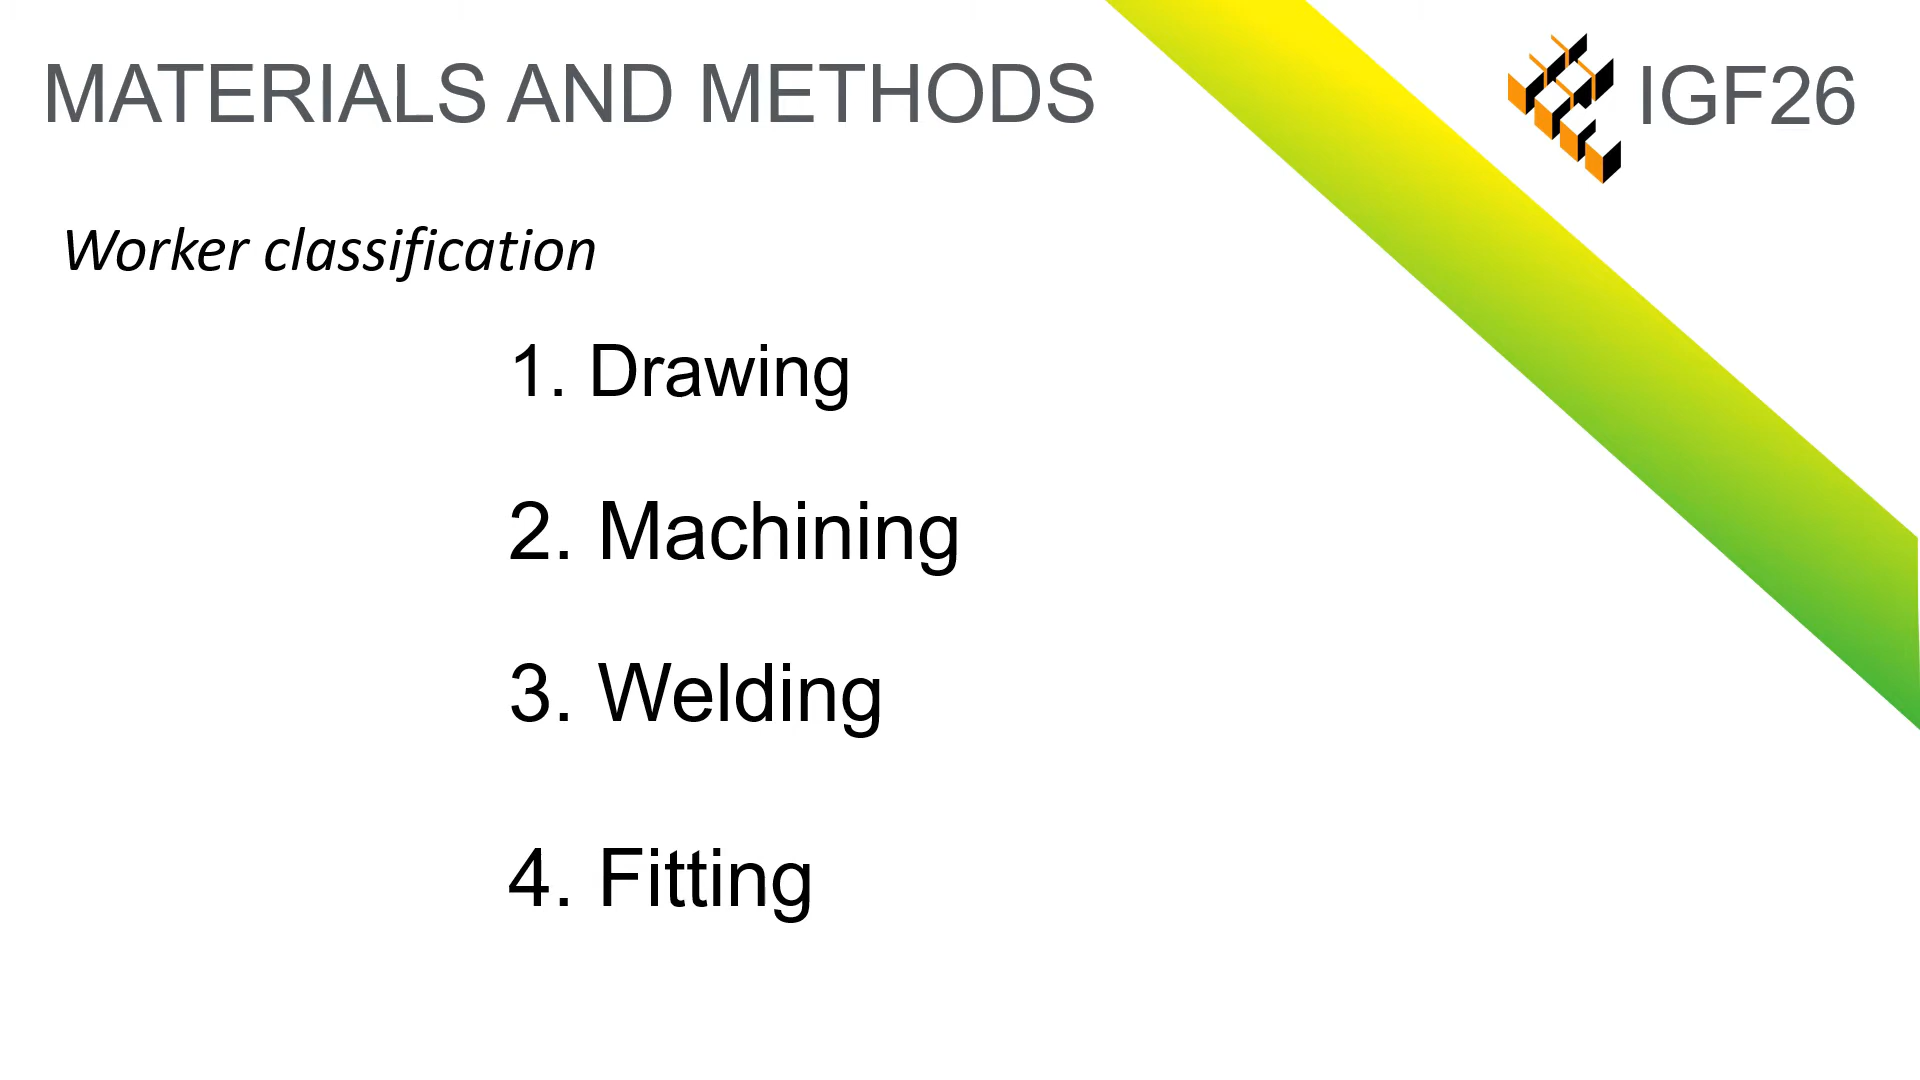 MATERIALS AND METHODS
IGF26
Worker classification
1. Drawing
2. Machining
3. Welding
4. Fitting